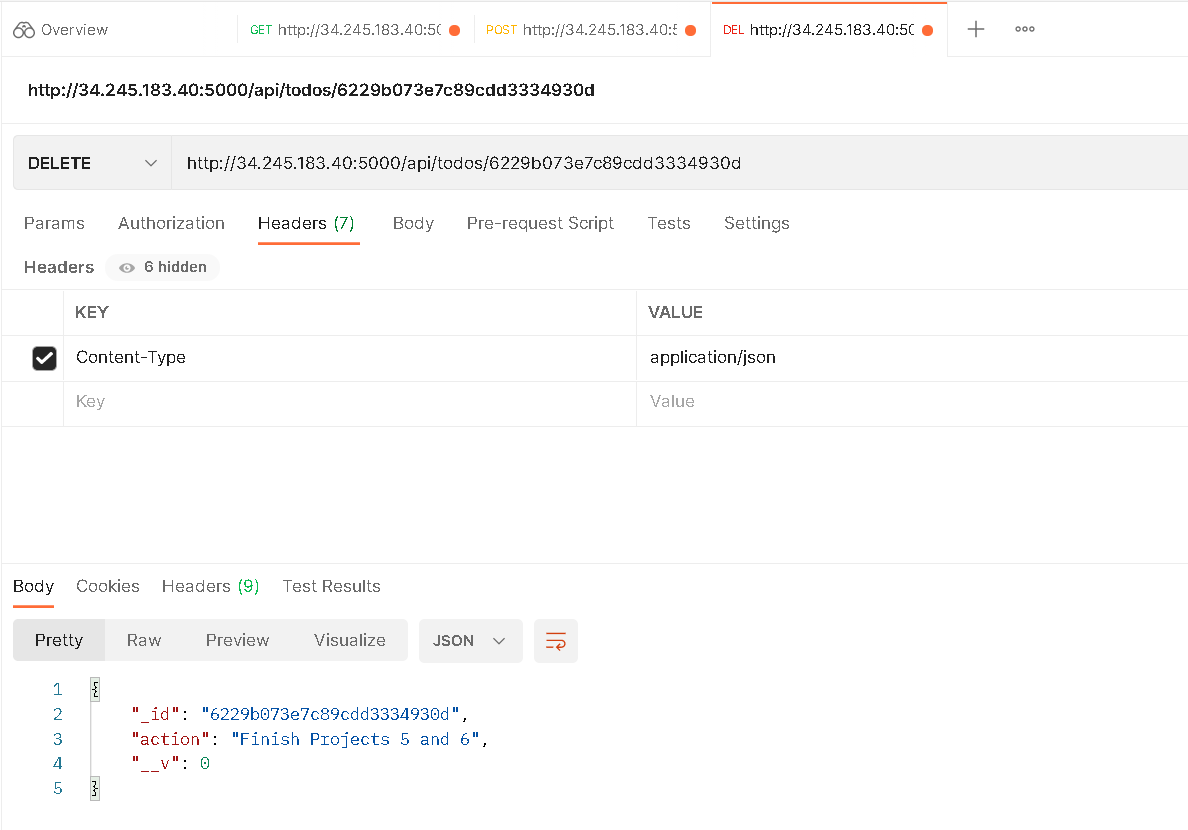 Overview GET http://34.245.183.40:50 POST http://34.245.183.40:5 DEL http://34.245.183.40:50
http://34.245.183.40:5000/api/todos/6229b073e7c89cdd3334930d
DELETE http://34.245.183.40:5000/api/todos/6229b073e7c89cdd3334930d
Params Authorization Headers (7) Body Pre-request Script Tests Settings
Headers 6 hidden
KEY VALUE
Content-Type application/json
Key Value
Body Cookies Headers (9) Test Results
Pretty Raw Preview Visualize JSON
1 {
2 "_id": "6229b073e7c89cdd3334930d",
3 "action": "Finish Projects 5 and 6",
4 "__v": 0
5 }